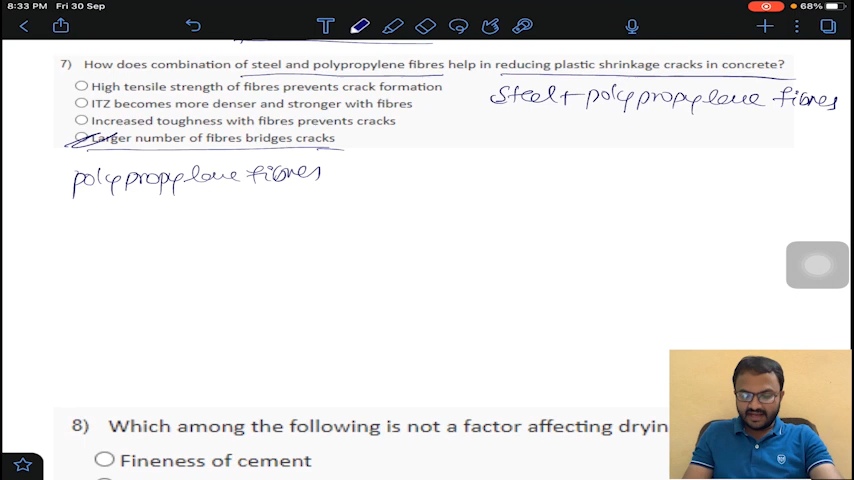 8:33 PM Fri 30 Sep
68%
7) How does combination of steel and polypropylene fibres help in reducing plastic shrinkage cracks in concrete?
High tensile strength of fibres prevents crack formation
ITZ becomes more denser and stronger with fibres
Increased toughness with fibres prevents cracks
Larger number of fibres bridges cracks
Steel + polypropylene fibres
polypropylene fibres
8) Which among the following is not a factor affecting dryin
Fineness of cement